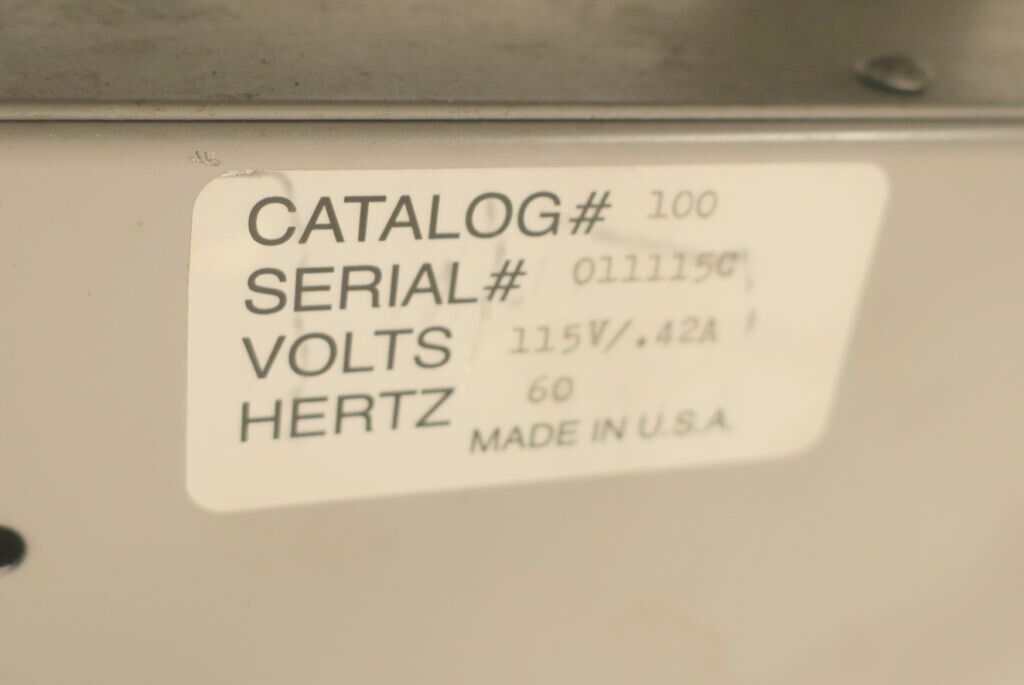 CATALOG# 100
SERIAL# 011115C
VOLTS 115V/.42A
HERTZ 60
MADE IN U.S.A.